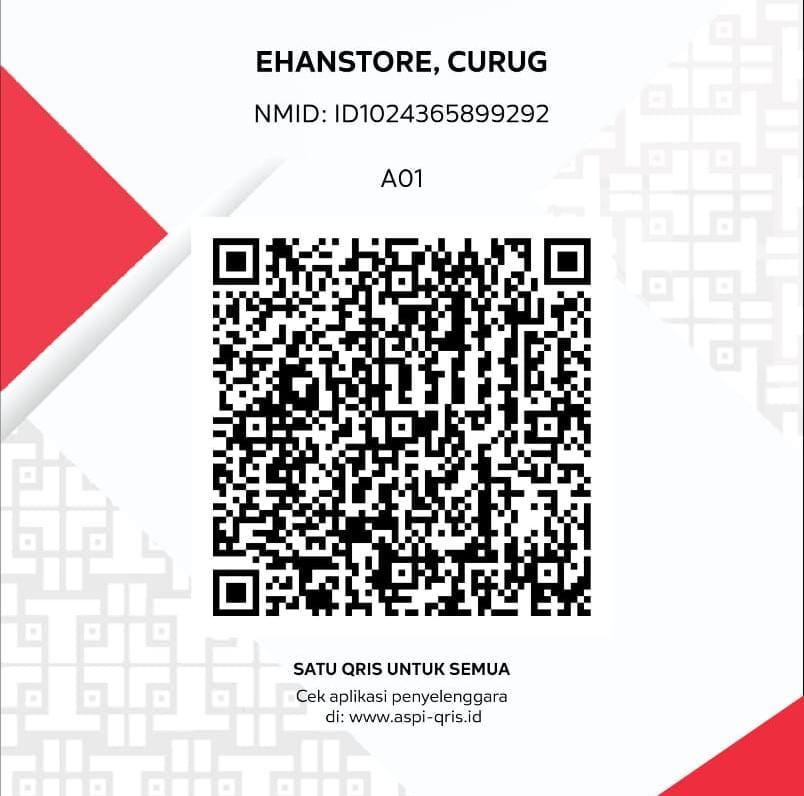 EHANSTORE, CURUG
NMID: ID1024365899292
A01
SATU QRIS UNTUK SEMUA
Cek aplikasi penyelenggara
di: www.aspi-qris.id